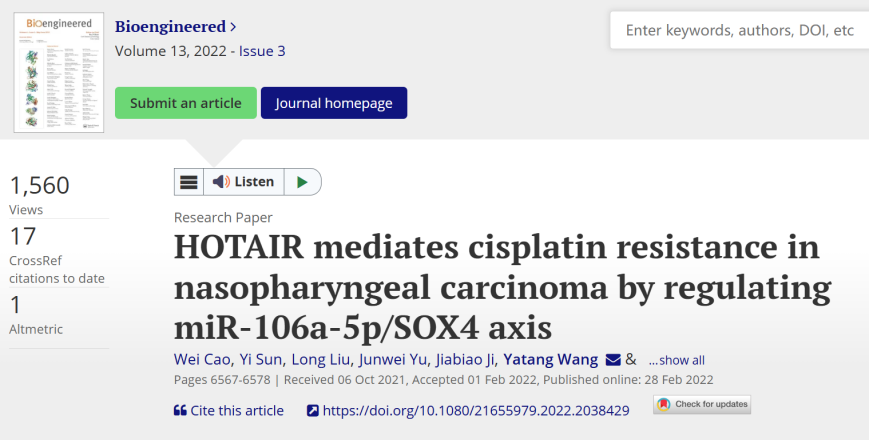 Bioengineered
Bioengineered >
Volume 13, 2022 - Issue 3
Enter keywords, authors, DOI, etc
Submit an article
Journal homepage
Listen
1,560
Views
17
CrossRef
citations to date
1
Altmetric
Research Paper
HOTAIR mediates cisplatin resistance in
nasopharyngeal carcinoma by regulating
miR-106a-5p/SOX4 axis
Wei Cao, Yi Sun, Long Liu, Junwei Yu, Jiabiao Ji, Yatang Wang & ...show all
Pages 6567-6578 | Received 06 Oct 2021, Accepted 01 Feb 2022, Published online: 28 Feb 2022
Cite this article https://doi.org/10.1080/21655979.2022.2038429
Check for updates